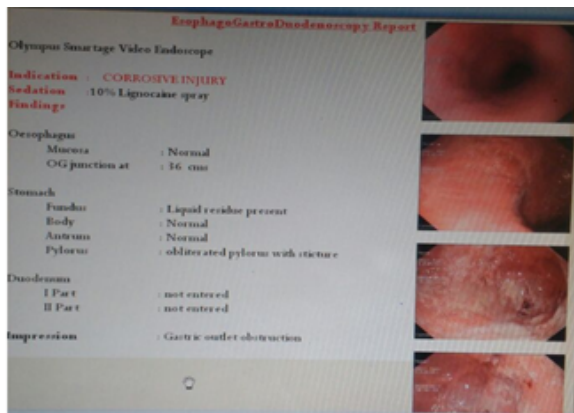 EsophagoGastroDuodenoscopy Report
Olympus Smartage Video Endoscope
Indication : CORROSIVE INJURY
Sedation :10% Lignocaine spray
Findings
Oesophagus
Mucosa : Normal
OG junction at : 36 cms
Stomach
Fundus : Liquid residue present
Body : Normal
Antrum : Normal
Pylorus : obliterated pylorus with sticture
Duodenum
I Part : not entered
II Part : not entered
Impression : Gastric outlet obstruction